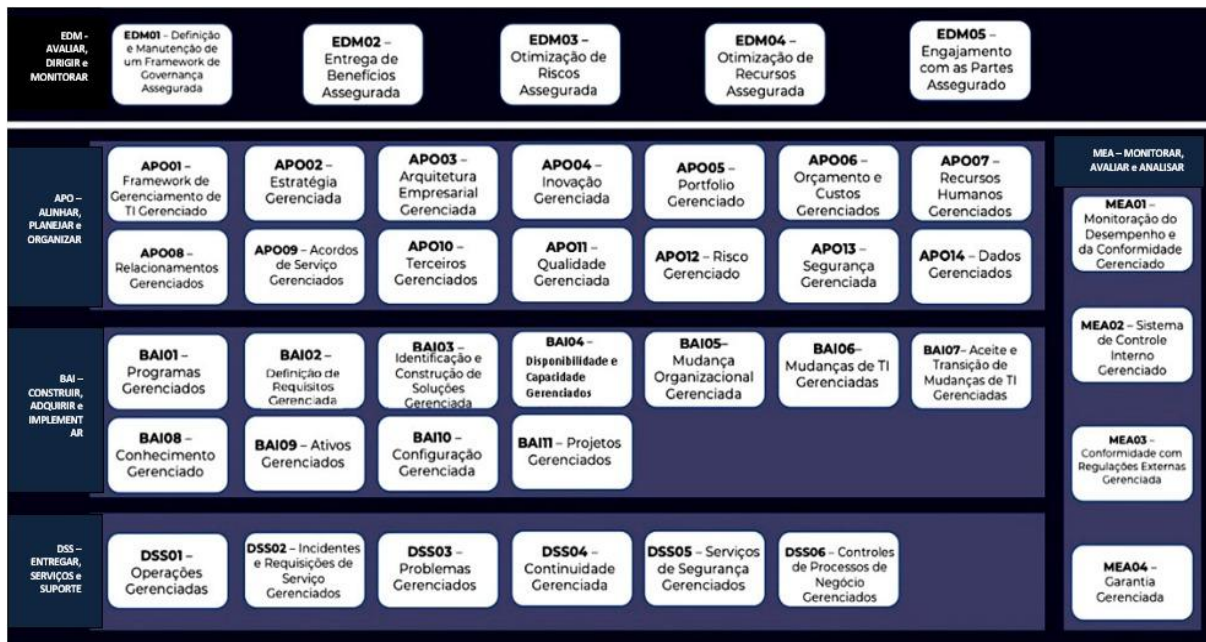 EDM -
AVALIAR,
DIRIGIR e
MONITORAR
EDM01 – Definição
e Manutenção de
um Framework de
Governança
Assegurada
EDM02 –
Entrega de
Benefícios
Assegurada
EDM03 –
Otimização de
Riscos
Assegurada
EDM04 –
Otimização de
Recursos
Assegurada
EDM05 –
Engajamento
com as Partes
Assegurado
APO –
ALINHAR,
PLANEJAR e
ORGANIZAR
APO01 –
Framework de
Gerenciamento de
TI Gerenciado
APO02 –
Estratégia
Gerenciada
APO03 –
Arquitetura
Empresarial
Gerenciada
APO04 –
Inovação
Gerenciada
APO05 –
Portfolio
Gerenciado
APO06 –
Orçamento e
Custos
Gerenciados
APO07 –
Recursos
Humanos
Gerenciados
APO08 –
Relacionamentos
Gerenciados
APO09 – Acordos
de Serviço
Gerenciados
APO10 –
Terceiros
Gerenciados
APO11 –
Qualidade
Gerenciada
APO12 – Risco
Gerenciado
APO13 –
Segurança
Gerenciada
APO14 – Dados
Gerenciados
BAI –
CONSTRUIR,
ADQUIRIR e
IMPLEMENT
AR
BAI01 –
Programas
Gerenciados
BAI02 –
Definição de
Requisitos
Gerenciada
BAI03 –
Identificação e
Construção de
Soluções
Gerenciada
BAI04 –
Disponibilidade e
Capacidade
Gerenciados
BAI05–
Mudança
Organizacional
Gerenciada
BAI06–
Mudanças de TI
Gerenciadas
BAI07– Aceite e
Transição de
Mudanças de TI
Gerenciadas
BAI08 –
Conhecimento
Gerenciado
BAI09 – Ativos
Gerenciados
BAI10 –
Configuração
Gerenciada
BAI11 – Projetos
Gerenciados
DSS –
ENTREGAR,
SERVIÇOS e
SUPORTE
DSS01 –
Operações
Gerenciadas
DSS02 – Incidentes
e Requisições de
Serviço
Gerenciados
DSS03 –
Problemas
Gerenciados
DSS04 –
Continuidade
Gerenciada
DSS05 – Serviços
de Segurança
Gerenciados
DSS06 – Controles
de Processos de
Negócio
Gerenciados
MEA – MONITORAR,
AVALIAR e ANALISAR
MEA01 –
Monitoração do
Desempenho e
da Conformidade
Gerenciado
MEA02 – Sistema
de Controle
Interno
Gerenciado
MEA03 –
Conformidade com
Regulações Externas
Gerenciada
MEA04 –
Garantia
Gerenciada